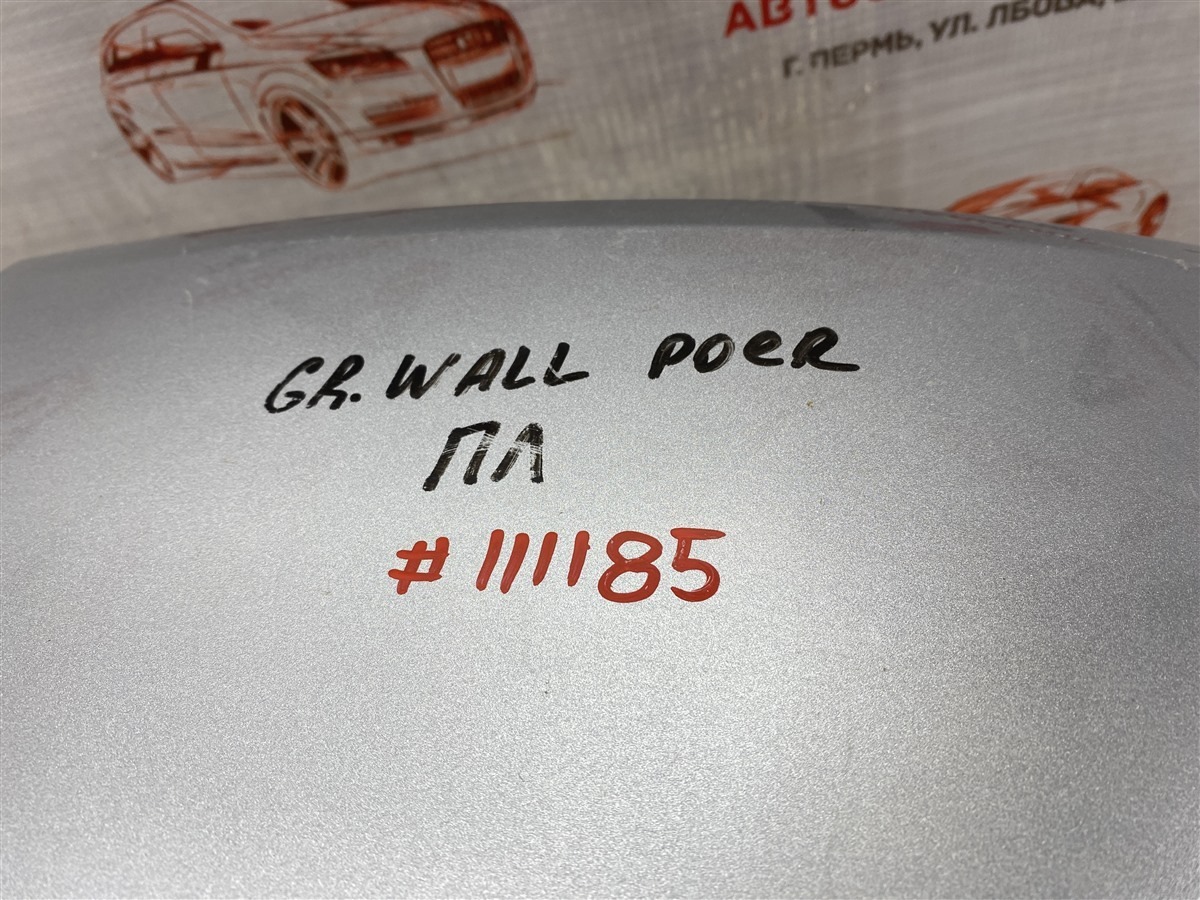 Г. ПЕРМЬ, УЛ. ЛБОВА,
GR. WALL POER
ПЛ
#111185